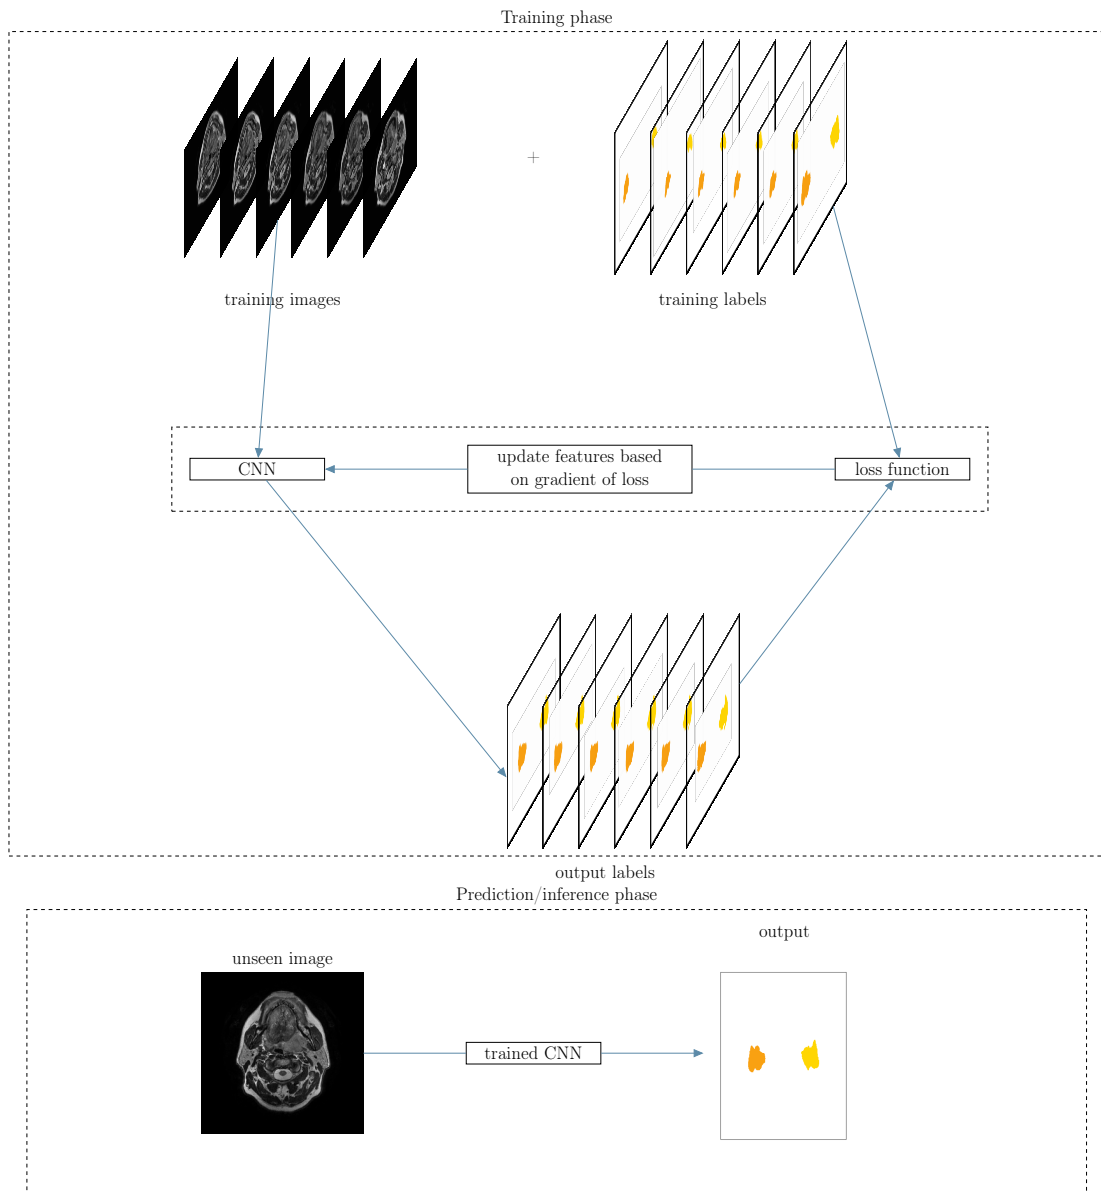 Training phase
+
training images
training labels
CNN
update features based
on gradient of loss
loss function
output labels
Prediction/inference phase
output
unseen image
trained CNN